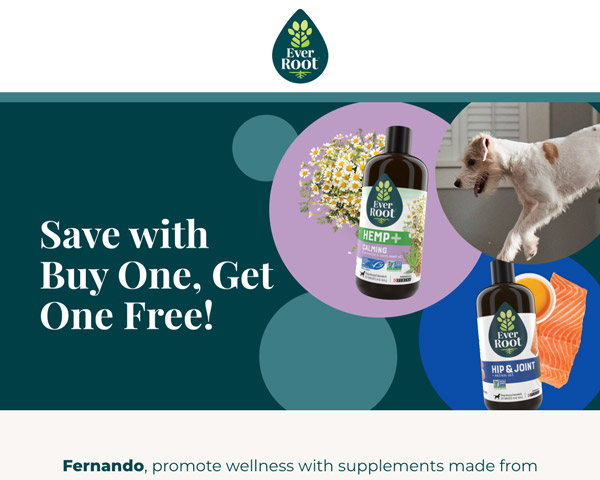 Ever
ROOT
Save with
Buy One, Get
One Free!
Ever
ROOT
HEMP+
CALMING
Ever
ROOT
HIP & JOINT
Fernando, promote wellness with supplements made from